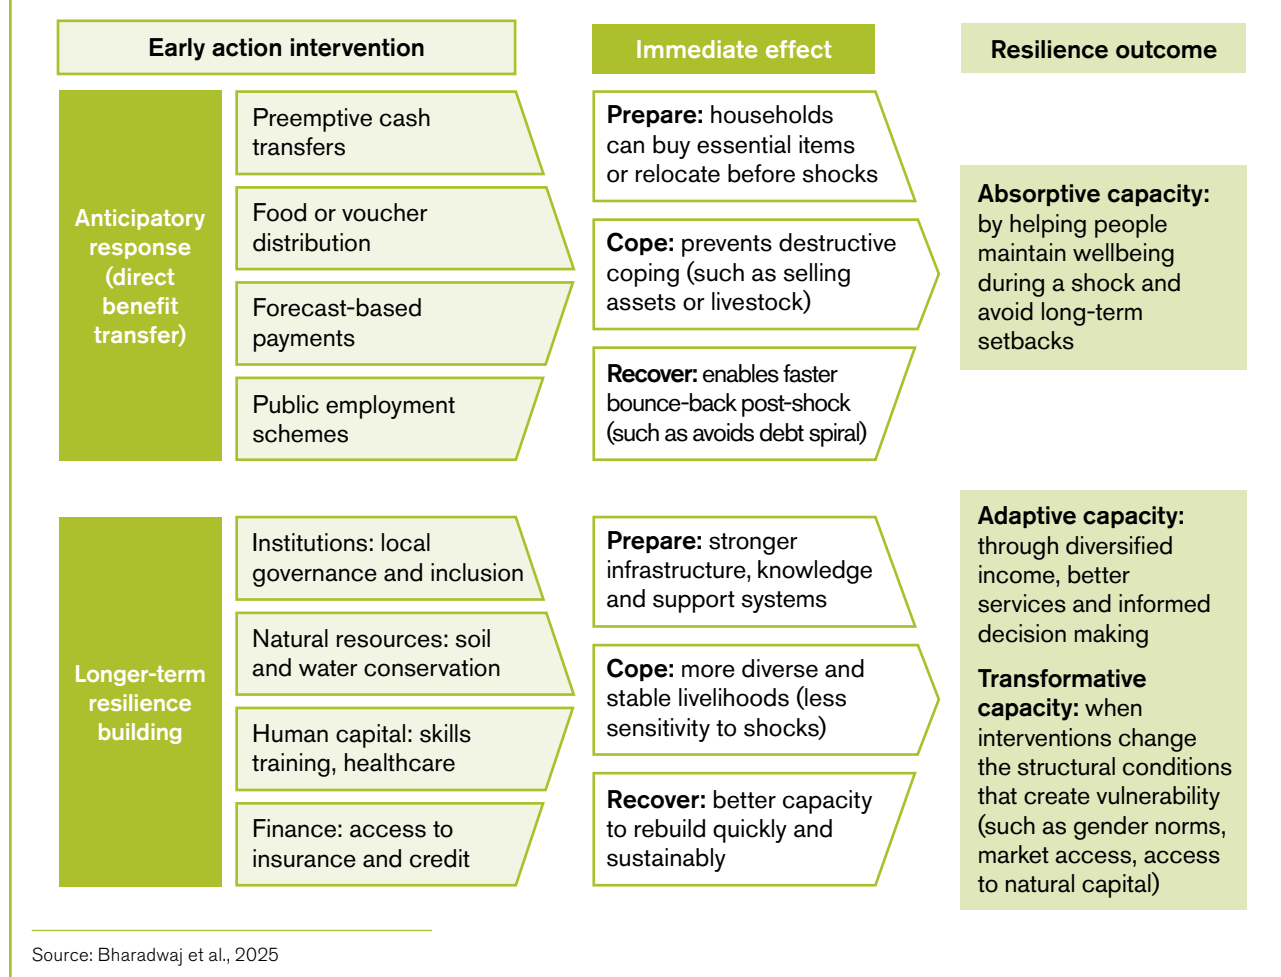 Early action intervention
Immediate effect
Resilience outcome
Anticipatory
response
(direct
benefit
transfer)
Preemptive cash
transfers
Food or voucher
distribution
Forecast-based
payments
Public employment
schemes
Prepare: households
can buy essential items
or relocate before shocks
Cope: prevents destructive
coping (such as selling
assets or livestock)
Recover: enables faster
bounce-back post-shock
(such as avoids debt spiral)
Absorptive capacity:
by helping people
maintain wellbeing
during a shock and
avoid long-term
setbacks
Longer-term
resilience
building
Institutions: local
governance and inclusion
Natural resources: soil
and water conservation
Human capital: skills
training, healthcare
Finance: access to
insurance and credit
Prepare: stronger
infrastructure, knowledge
and support systems
Cope: more diverse and
stable livelihoods (less
sensitivity to shocks)
Recover: better capacity
to rebuild quickly and
sustainably
Adaptive capacity:
through diversified
income, better
services and informed
decision making
Transformative
capacity: when
interventions change
the structural conditions
that create vulnerability
(such as gender norms,
market access, access
to natural capital)
Source: Bharadwaj et al., 2025